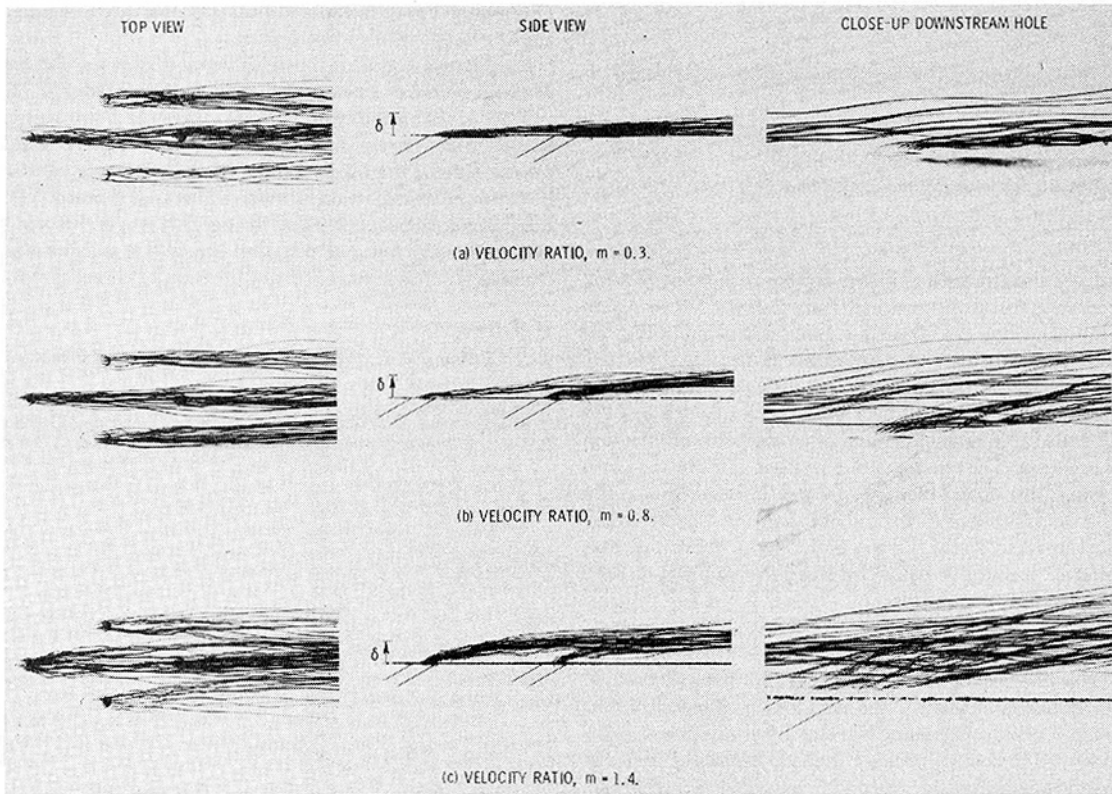 TOP VIEW
SIDE VIEW
CLOSE-UP DOWNSTREAM HOLE
δ
(a) VELOCITY RATIO, m = 0.3.
δ
(b) VELOCITY RATIO, m = 0.8.
δ
(c) VELOCITY RATIO, m = 1.4.